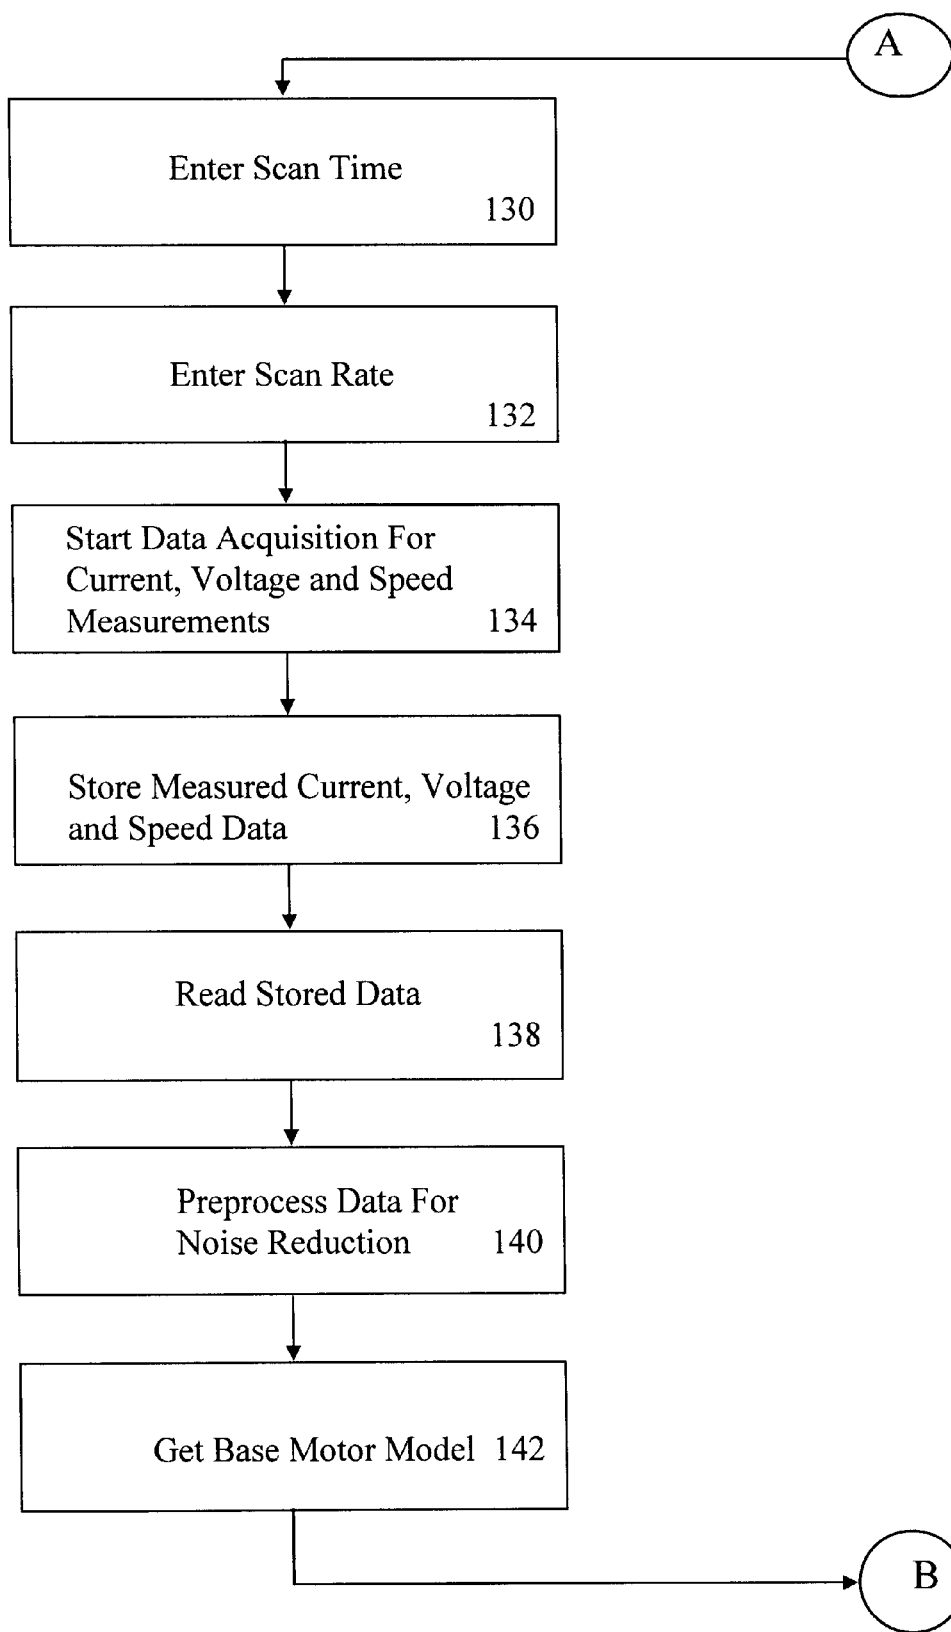 A
Enter Scan Time
130
Enter Scan Rate
132
Start Data Acquisition For
Current, Voltage and Speed
Measurements 134
Store Measured Current, Voltage
and Speed Data 136
Read Stored Data
138
Preprocess Data For
Noise Reduction 140
Get Base Motor Model 142
B